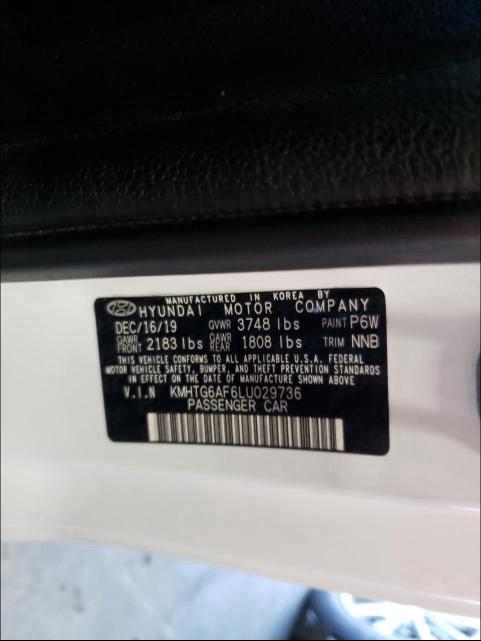 MANUFACTURED IN KOREA BY
HYUNDAI MOTOR COMPANY
DEC/16/19 GVWR 3748 lbs PAINT P6W
GAWR FRONT 2183 lbs GAWR REAR 1808 lbs TRIM NNB
THIS VEHICLE CONFORMS TO ALL APPLICABLE U.S.A. FEDERAL
MOTOR VEHICLE SAFETY, BUMPER, AND THEFT PREVENTION STANDARDS
IN EFFECT ON THE DATE OF MANUFACTURE SHOWN ABOVE.
V.I.N KMHTG6AF6LU029736
PASSENGER CAR